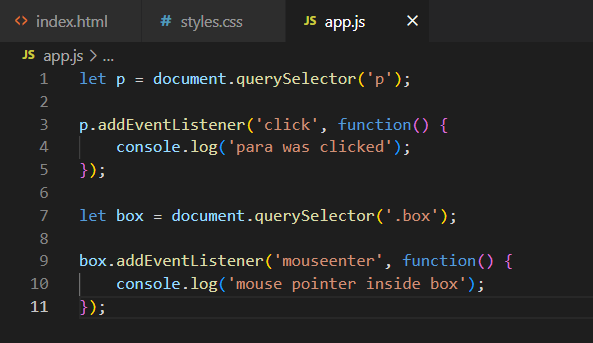 <> index.html # styles.css JS app.js ×
JS app.js > ...
1 let p = document.querySelector('p');
2
3 p.addEventListener('click', function() {
4     console.log('para was clicked');
5 });
6
7 let box = document.querySelector('.box');
8
9 box.addEventListener('mouseenter', function() {
10     console.log('mouse pointer inside box');
11 });